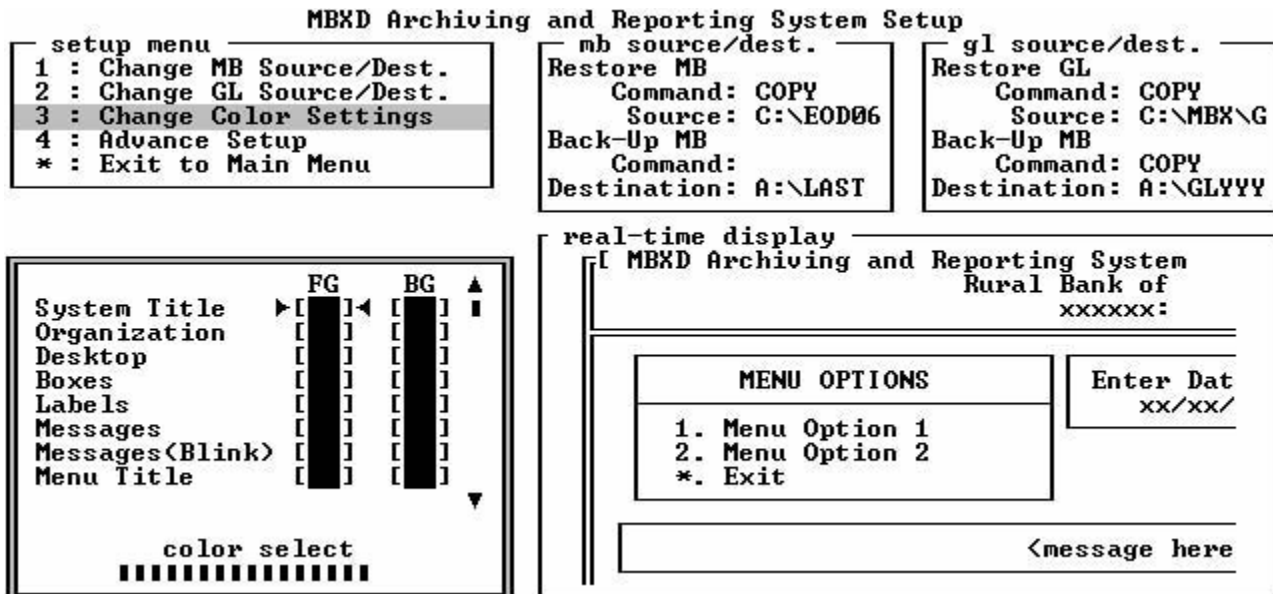 MBXD Archiving and Reporting System Setup
setup menu
1 : Change MB Source/Dest.
2 : Change GL Source/Dest.
3 : Change Color Settings
4 : Advance Setup
* : Exit to Main Menu
mb source/dest.
Restore MB
Command: COPY
Source: C:\EOD06
Back-Up MB
Command:
Destination: A:\LAST
gl source/dest.
Restore GL
Command: COPY
Source: C:\MBX\G
Back-Up MB
Command: COPY
Destination: A:\GLYYY
FG BG
System Title [ ] [ ]
Organization [ ] [ ]
Desktop [ ] [ ]
Boxes [ ] [ ]
Labels [ ] [ ]
Messages [ ] [ ]
Messages(Blink) [ ] [ ]
Menu Title [ ] [ ]
color select
real-time display
[ MBXD Archiving and Reporting System
Rural Bank of
xxxxxx:
MENU OPTIONS
1. Menu Option 1
2. Menu Option 2
*. Exit
Enter Dat
xx/xx/
<message here